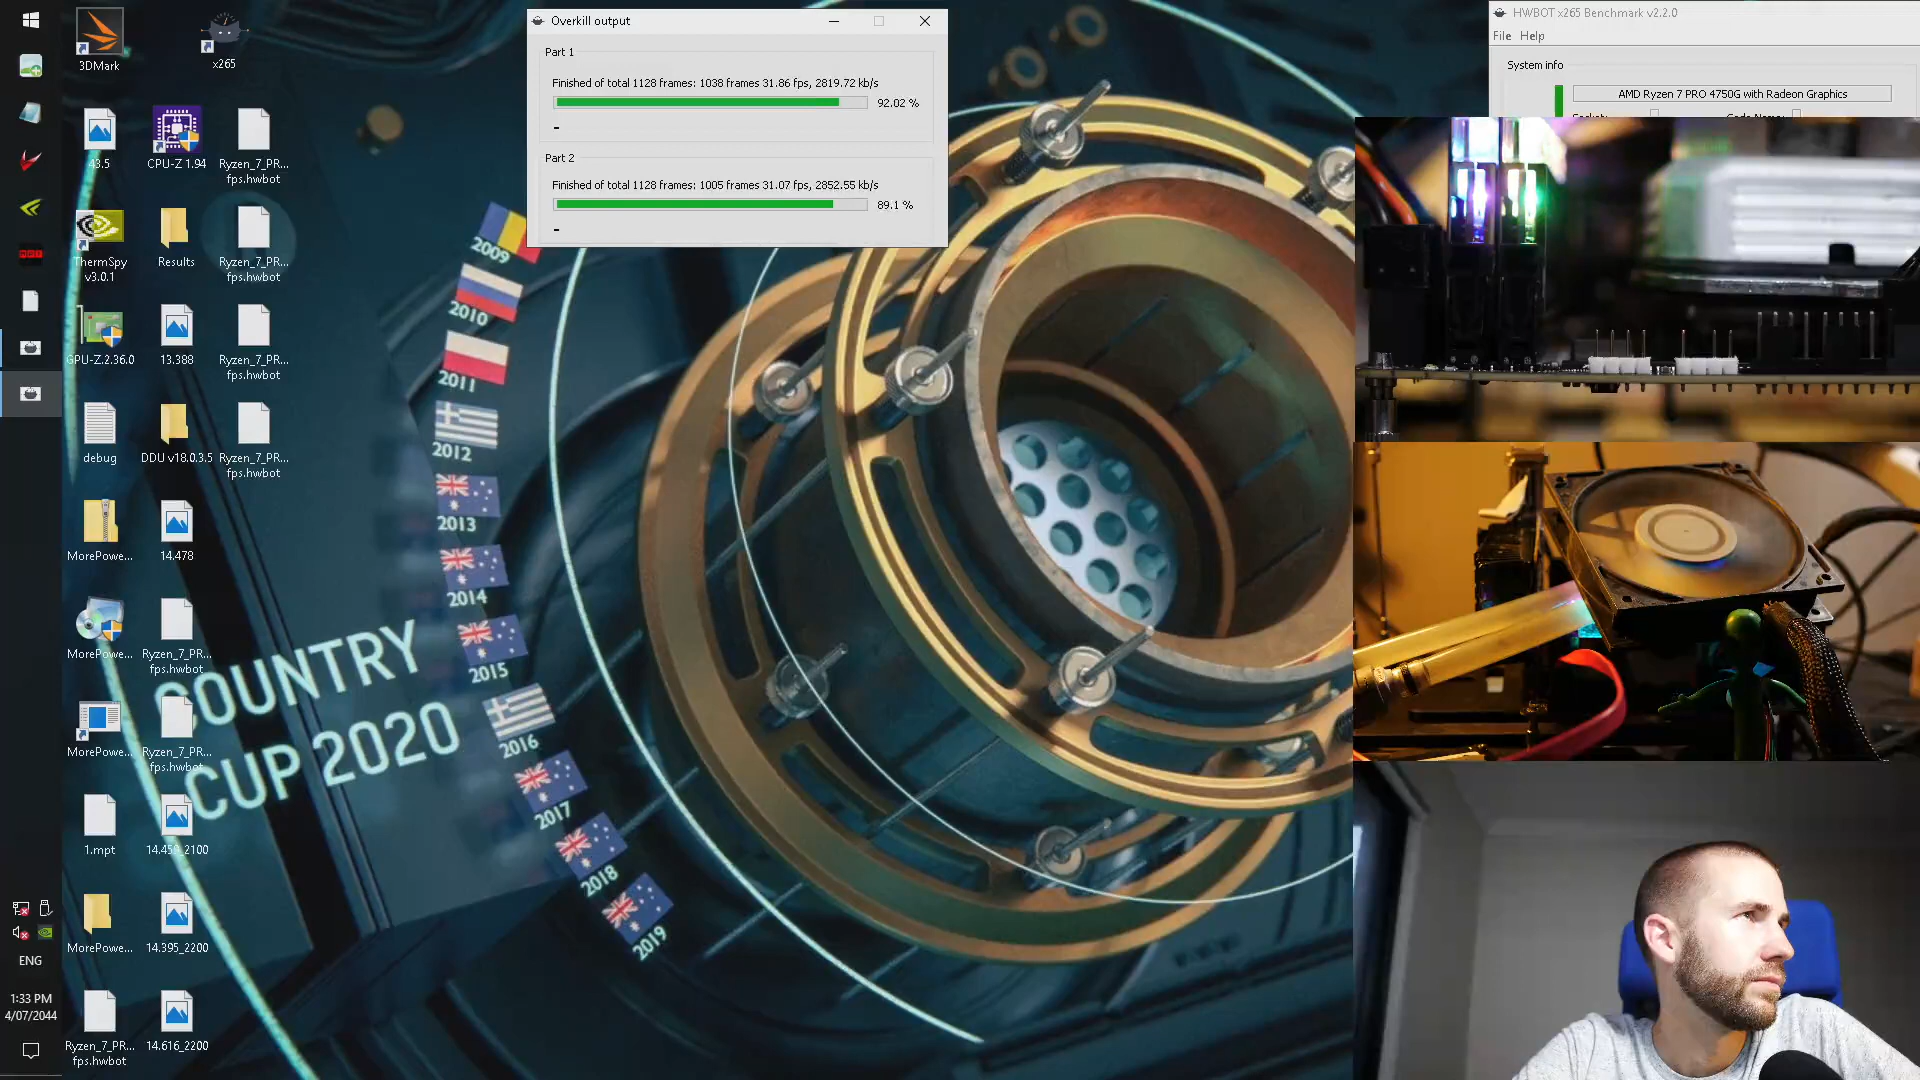 3DMark
x265
43.5
CPU-Z 1.94
Ryzen_7_PR...
fps.hwbot
ThermSpy
v3.0.1
Results
Ryzen_7_PR...
fps.hwbot
GPU-Z.2.36.0
13.388
Ryzen_7_PR...
fps.hwbot
debug
DDU v18.0.3.5
Ryzen_7_PR...
fps.hwbot
MorePowe...
14.478
MorePowe...
Ryzen_7_PR...
fps.hwbot
MorePowe...
Ryzen_7_PR...
fps.hwbot
1.mpt
14.459_2100
MorePowe...
14.395_2200
Ryzen_7_PR...
fps.hwbot
14.616_2200
ENG
1:33 PM
4/07/2044
Overkill output
Part 1
Finished of total 1128 frames: 1038 frames 31.86 fps, 2819.72 kb/s
92.02 %
-
Part 2
Finished of total 1128 frames: 1005 frames 31.07 fps, 2852.55 kb/s
89.1 %
-
2009
2010
2011
2012
2013
2014
2015
2016
2017
2018
2019
COUNTRY
CUP 2020
HWBOT x265 Benchmark v2.2.0
File Help
System info
AMD Ryzen 7 PRO 4750G with Radeon Graphics